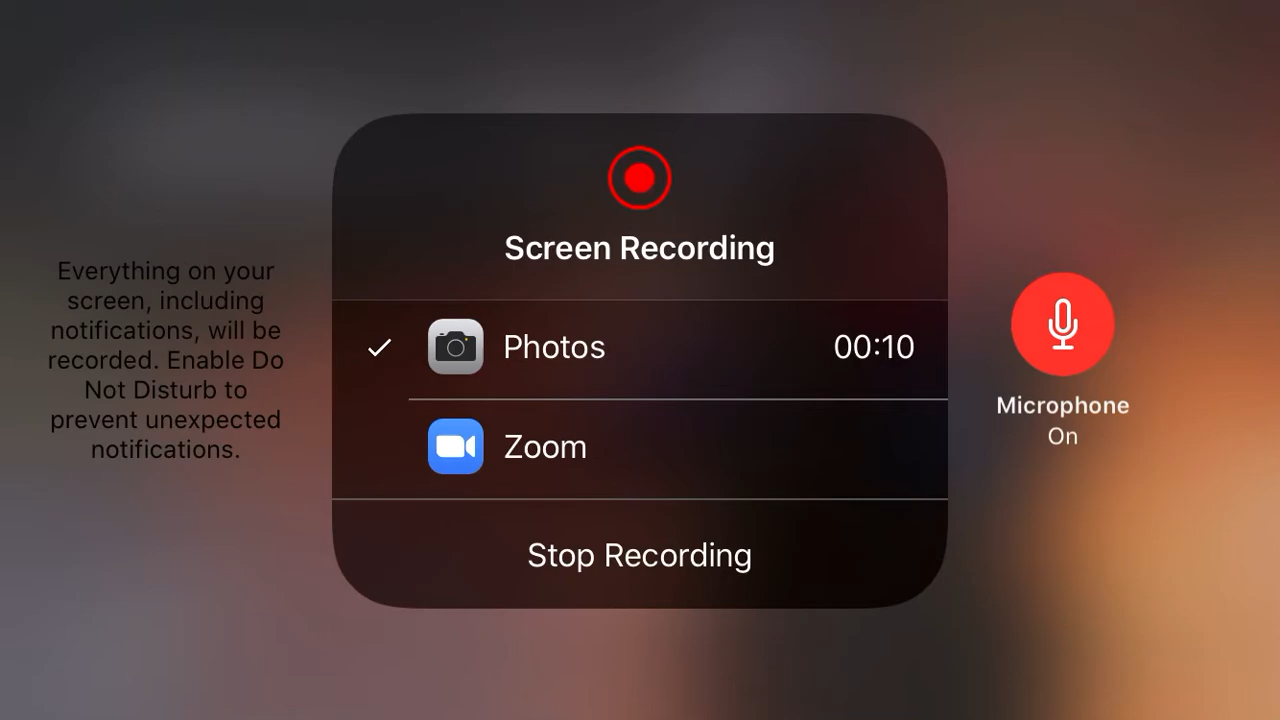 Everything on your
screen, including
notifications, will be
recorded. Enable Do
Not Disturb to
prevent unexpected
notifications.
Screen Recording
Photos 00:10
Zoom
Stop Recording
Microphone
On